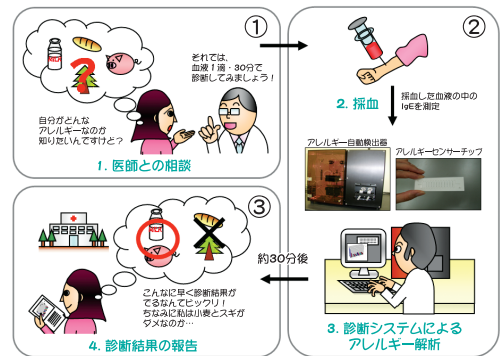 ①
MILK
?
自分がどんな
アレルギーなのか
知りたいんですけど?
それでは、
血液1滴・30分で
診断してみましょう!
1. 医師との相談
②
2. 採血
採血した血液の中の
IgEを測定
アレルギー自動検出器
アレルギーセンサーチップ
3. 診断システムによる
アレルギー解析
約30分後
③
MILK
こんなに早く診断結果が
でるなんてビックリ!
ちなみに私は小麦とスギが
ダメなのか…
4. 診断結果の報告